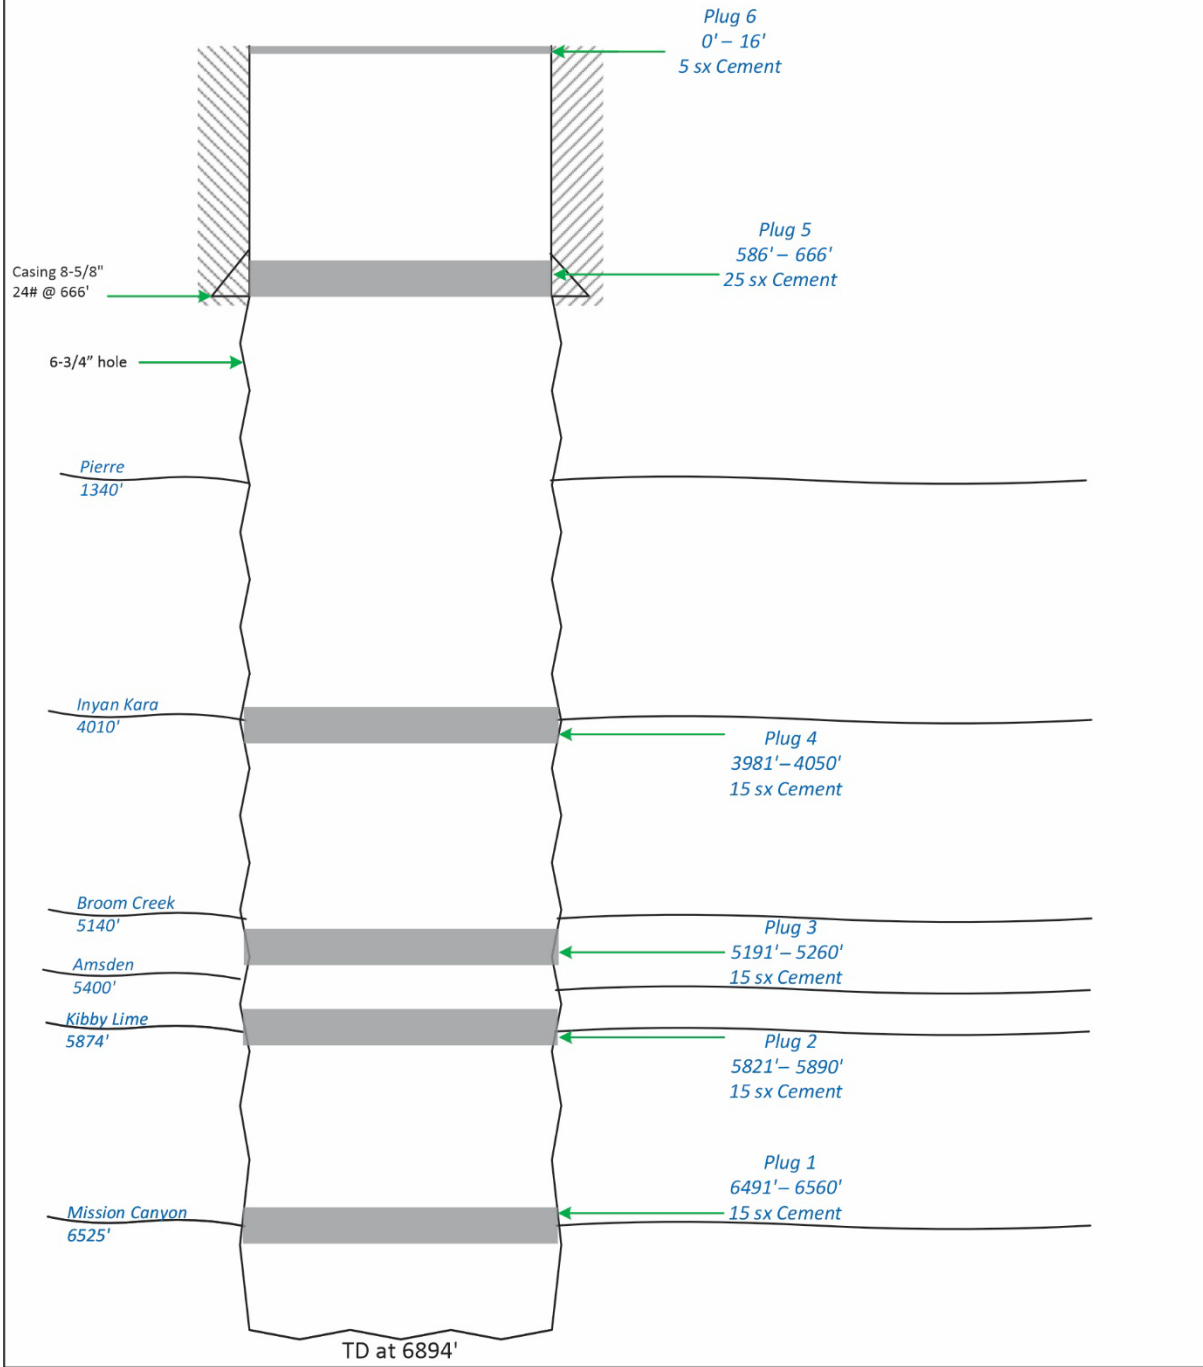 Plug 6
0' – 16'
5 sx Cement
Plug 5
586' – 666'
25 sx Cement
Casing 8-5/8"
24# @ 666'
6-3/4” hole
Pierre
1340'
Inyan Kara
4010'
Plug 4
3981' – 4050'
15 sx Cement
Broom Creek
5140'
Plug 3
5191' – 5260'
15 sx Cement
Amsden
5400'
Kibby Lime
5874'
Plug 2
5821' – 5890'
15 sx Cement
Plug 1
6491' – 6560'
15 sx Cement
Mission Canyon
6525'
TD at 6894'